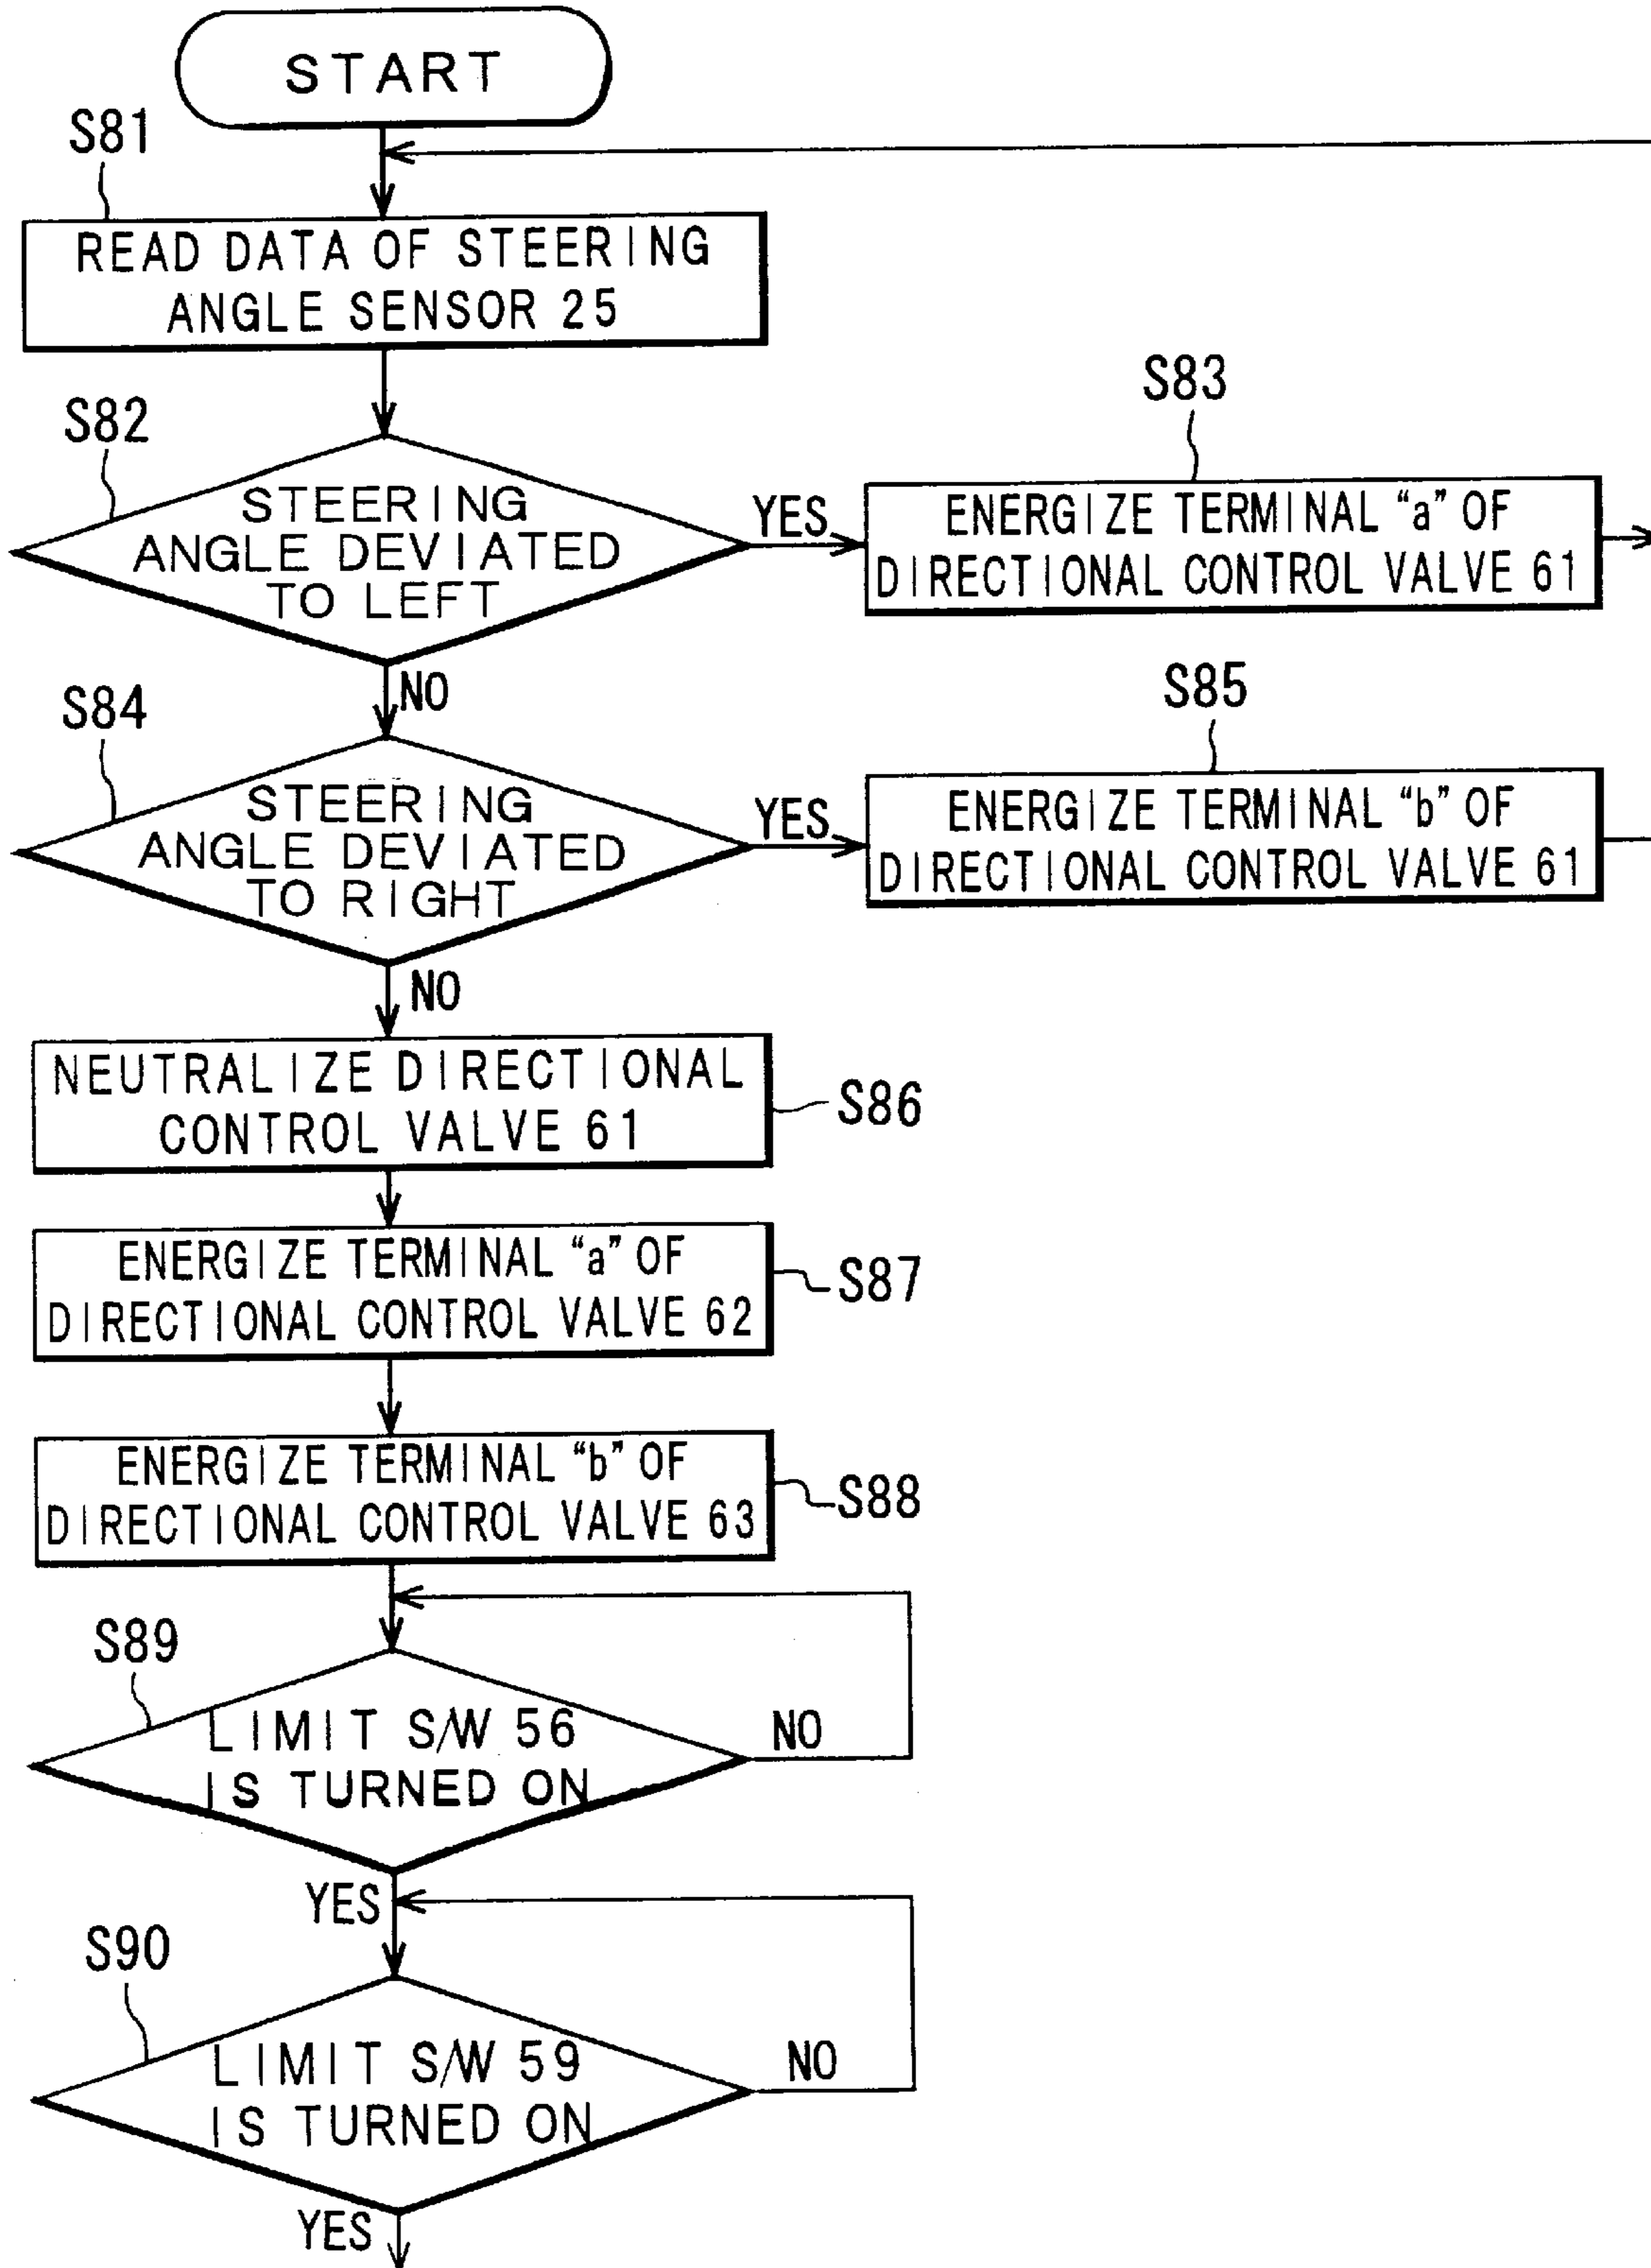 START
S81
READ DATA OF STEERING
ANGLE SENSOR 25
S82
STEERING
ANGLE DEVIATED
TO LEFT
YES
S83
ENERGIZE TERMINAL “a” OF
DIRECTIONAL CONTROL VALVE 61
NO
S84
STEERING
ANGLE DEVIATED
TO RIGHT
YES
S85
ENERGIZE TERMINAL “b” OF
DIRECTIONAL CONTROL VALVE 61
NO
NEUTRALIZE DIRECTIONAL
CONTROL VALVE 61
S86
ENERGIZE TERMINAL “a” OF
DIRECTIONAL CONTROL VALVE 62
S87
ENERGIZE TERMINAL “b” OF
DIRECTIONAL CONTROL VALVE 63
S88
S89
LIMIT S/W 56
IS TURNED ON
NO
YES
S90
LIMIT S/W 59
IS TURNED ON
NO
YES